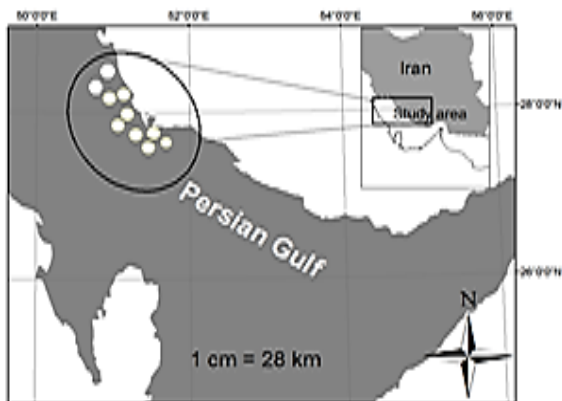 50°0'0"E 52°0'0"E 54°0'0"E 56°0'0"E
Iran
28°0'0"N
Study area
Persian Gulf
26°0'0"N
N
1 cm = 28 km